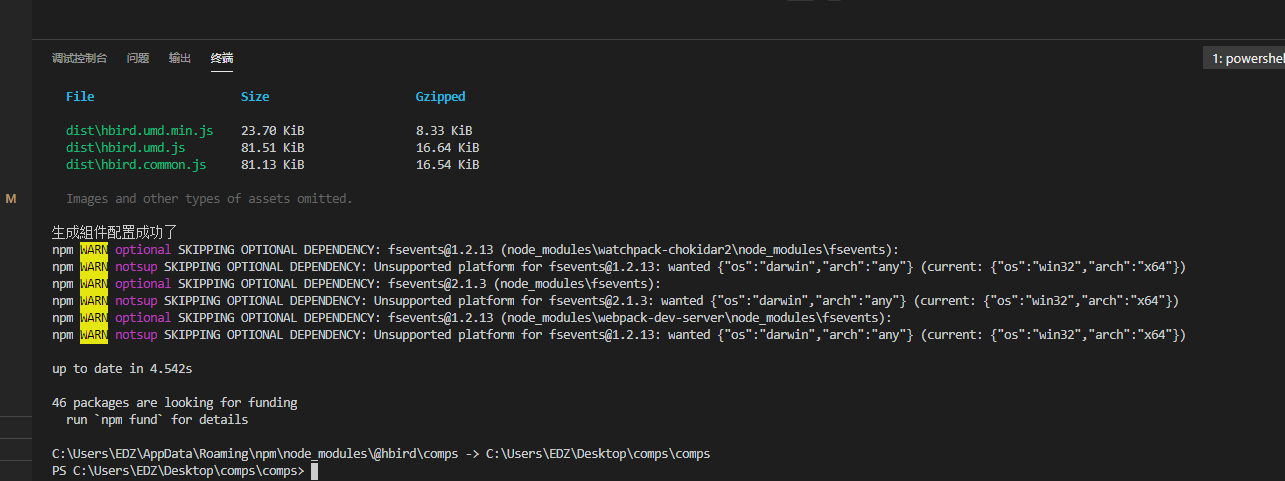 调试控制台 问题 输出 终端
1: powershel
File Size Gzipped
dist\hbird.umd.min.js 23.70 KiB 8.33 KiB
dist\hbird.umd.js 81.51 KiB 16.64 KiB
dist\hbird.common.js 81.13 KiB 16.54 KiB
M
Images and other types of assets omitted.
生成组件配置成功了
npm WARN optional SKIPPING OPTIONAL DEPENDENCY: fsevents@1.2.13 (node_modules\watchpack-chokidar2\node_modules\fsevents):
npm WARN notsup SKIPPING OPTIONAL DEPENDENCY: Unsupported platform for fsevents@1.2.13: wanted {"os":"darwin","arch":"any"} (current: {"os":"win32","arch":"x64"})
npm WARN optional SKIPPING OPTIONAL DEPENDENCY: fsevents@2.1.3 (node_modules\fsevents):
npm WARN notsup SKIPPING OPTIONAL DEPENDENCY: Unsupported platform for fsevents@2.1.3: wanted {"os":"darwin","arch":"any"} (current: {"os":"win32","arch":"x64"})
npm WARN optional SKIPPING OPTIONAL DEPENDENCY: fsevents@1.2.13 (node_modules\webpack-dev-server\node_modules\fsevents):
npm WARN notsup SKIPPING OPTIONAL DEPENDENCY: Unsupported platform for fsevents@1.2.13: wanted {"os":"darwin","arch":"any"} (current: {"os":"win32","arch":"x64"})
up to date in 4.542s
46 packages are looking for funding
run `npm fund` for details
C:\Users\EDZ\AppData\Roaming\npm\node_modules\@hbird\comps -> C:\Users\EDZ\Desktop\comps\comps
PS C:\Users\EDZ\Desktop\comps\comps>